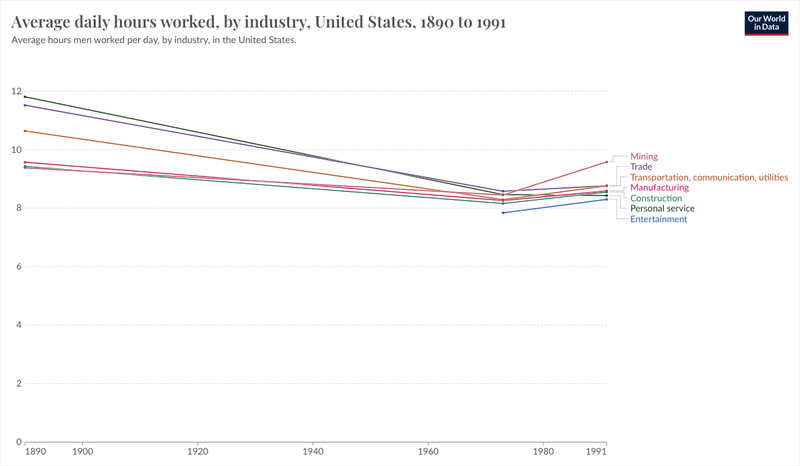 Average daily hours worked, by industry, United States, 1890 to 1991
Our World
in Data
Average hours men worked per day, by industry, in the United States.
12
10
8
6
4
2
0
Mining
Trade
Transportation, communication, utilities
Manufacturing
Construction
Personal service
Entertainment
1890 1900 1920 1940 1960 1980 1991